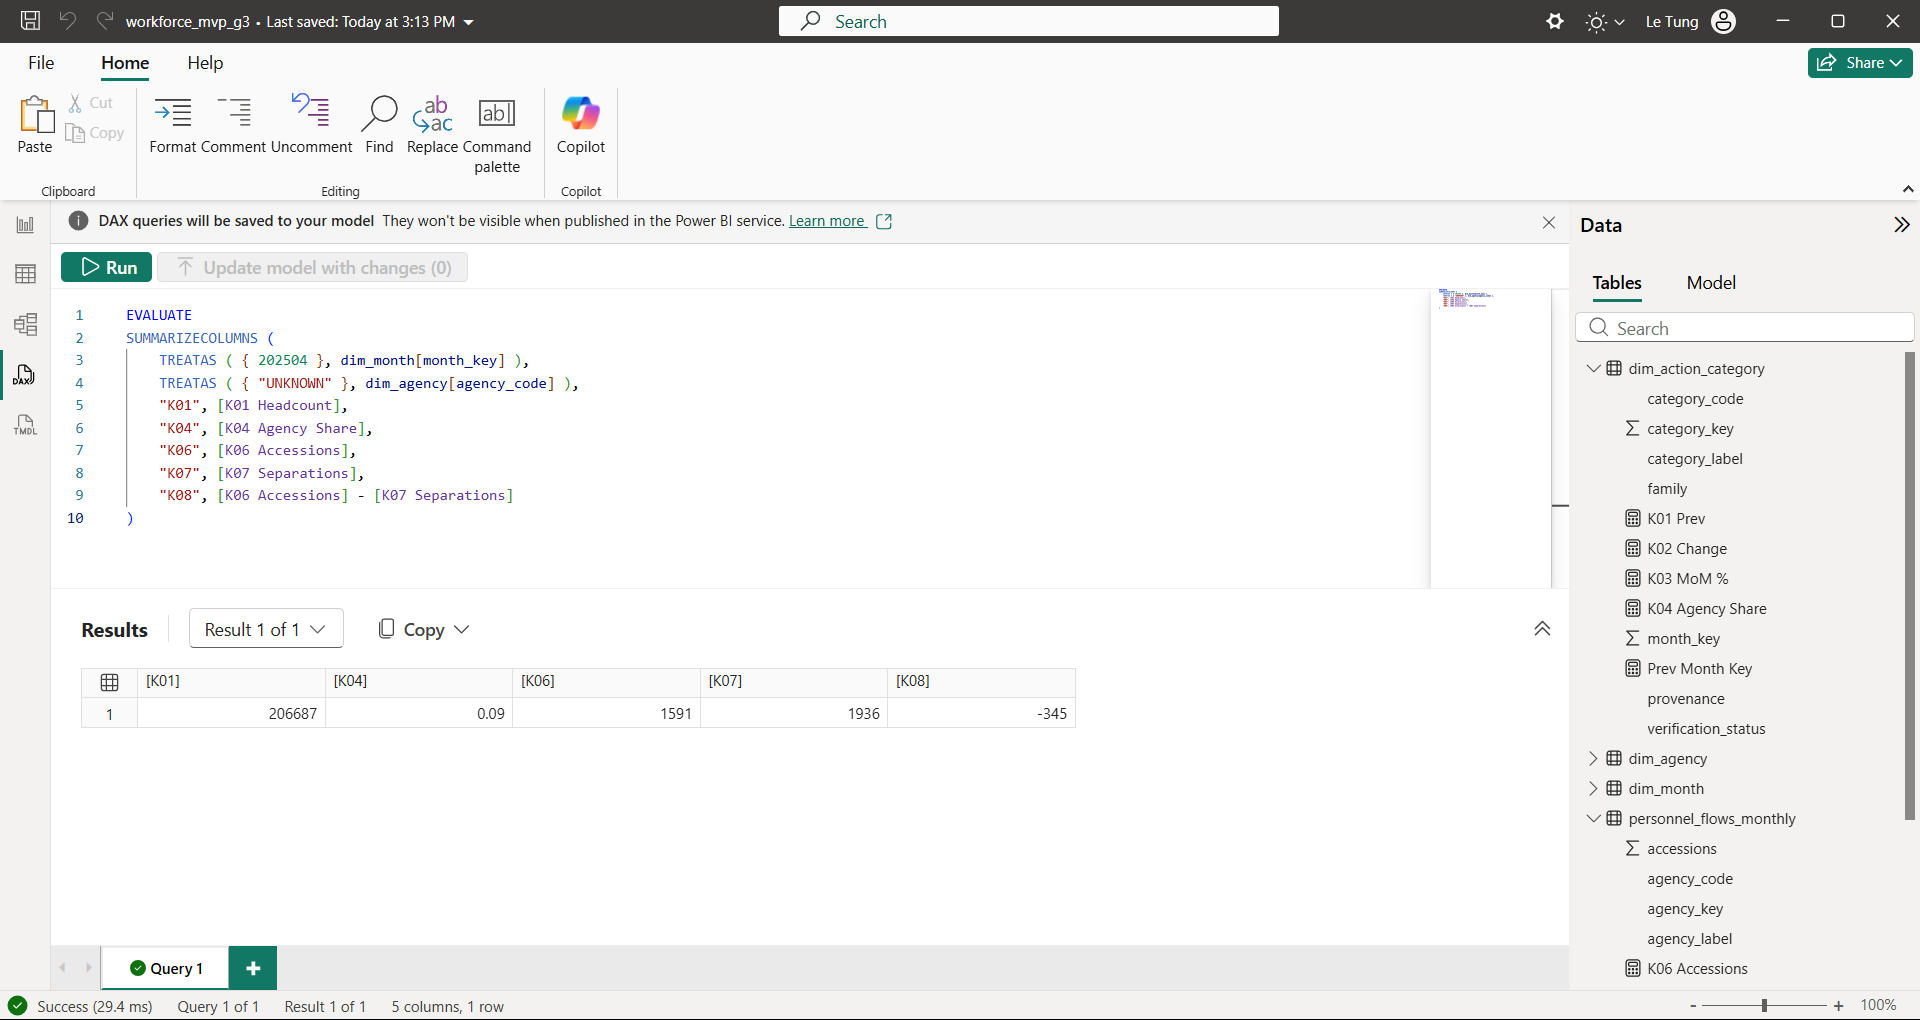 workforce_mvp_g3 • Last saved: Today at 3:13 PM
Search
Le Tung
File
Home
Help
Share
Paste
Cut
Copy
Clipboard
Format
Comment
Uncomment
Find
Replace
Command palette
Editing
Copilot
Copilot
DAX queries will be saved to your model They won't be visible when published in the Power BI service. Learn more
Run
Update model with changes (0)
DAX
TMDL
1 EVALUATE
2 SUMMARIZECOLUMNS (
3 TREATAS ( { 202504 }, dim_month[month_key] ),
4 TREATAS ( { "UNKNOWN" }, dim_agency[agency_code] ),
5 "K01", [K01 Headcount],
6 "K04", [K04 Agency Share],
7 "K06", [K06 Accessions],
8 "K07", [K07 Separations],
9 "K08", [K06 Accessions] - [K07 Separations]
10 )
Results
Result 1 of 1
Copy
[K01] [K04] [K06] [K07] [K08]
1 206687 0.09 1591 1936 -345
Query 1
Success (29.4 ms) Query 1 of 1 Result 1 of 1 5 columns, 1 row
Data
Tables
Model
Search
dim_action_category
category_code
category_key
category_label
family
K01 Prev
K02 Change
K03 MoM %
K04 Agency Share
month_key
Prev Month Key
provenance
verification_status
dim_agency
dim_month
personnel_flows_monthly
accessions
agency_code
agency_key
agency_label
K06 Accessions
- + 100%